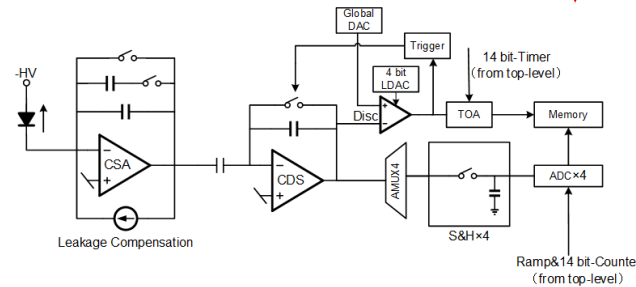 Global
DAC
Trigger
14 bit-Timer
(from top-level)
-HV
4 bit
LDAC
Disc
+
−
TOA
Memory
−
CSA
+
−
CDS
+
AMUX4
ADC×4
S&H×4
Leakage Compensation
Ramp&14 bit-Counte
(from top-level)